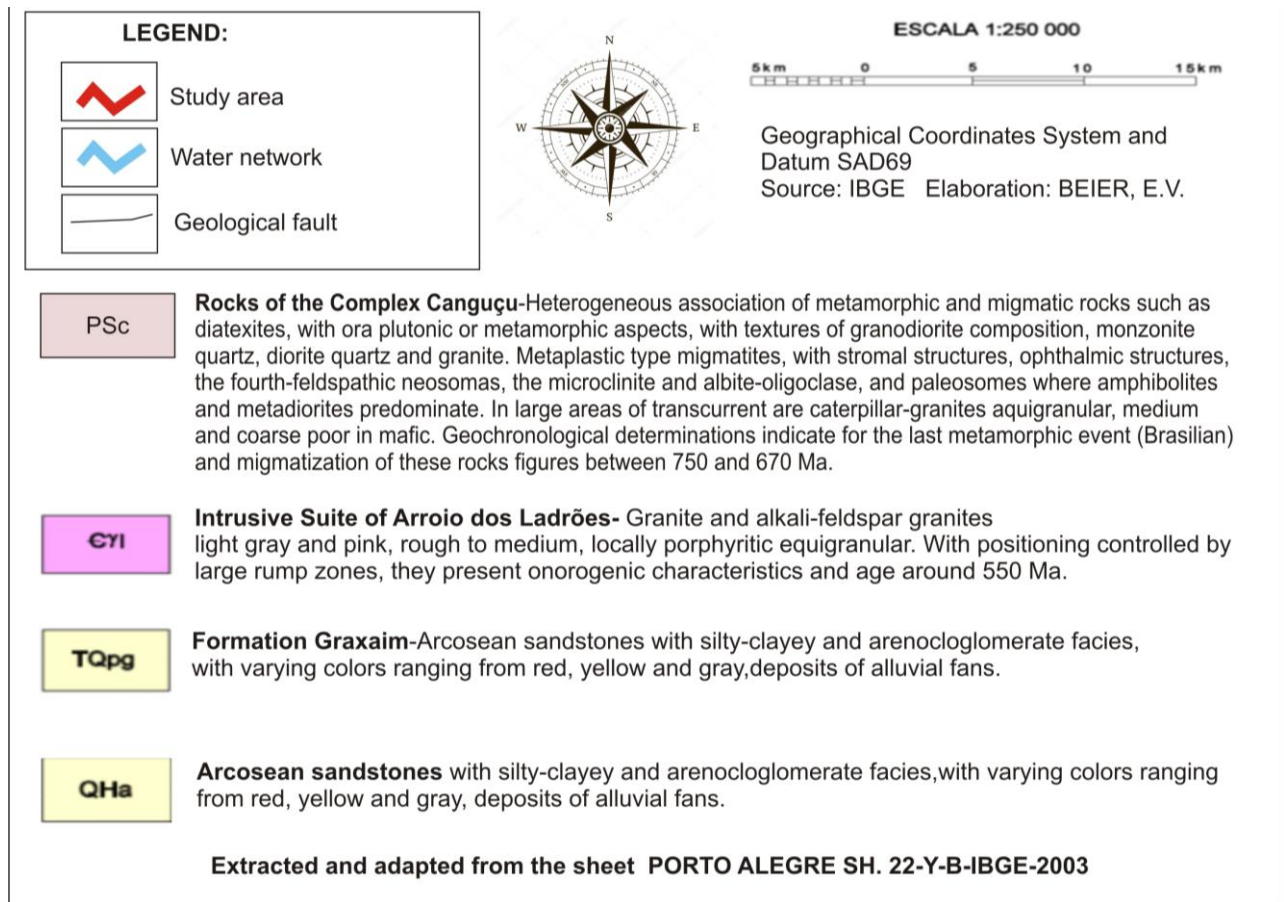 LEGEND:
Study area
Water network
Geological fault
N
W
E
S
ESCALA 1:250 000
5km 0 5 10 15km
Geographical Coordinates System and
Datum SAD69
Source: IBGE Elaboration: BEIER, E.V.
PSc
Rocks of the Complex Canguçu-Heterogeneous association of metamorphic and migmatic rocks such as
diatexites, with ora plutonic or metamorphic aspects, with textures of granodiorite composition, monzonite
quartz, diorite quartz and granite. Metaplastic type migmatites, with stromal structures, ophthalmic structures,
the fourth-feldspathic neosomas, the microclinite and albite-oligoclase, and paleosomes where amphibolites
and metadiorites predominate. In large areas of transcurrent are caterpillar-granites aquigranular, medium
and coarse poor in mafic. Geochronological determinations indicate for the last metamorphic event (Brasilian)
and migmatization of these rocks figures between 750 and 670 Ma.
Intrusive Suite of Arroio dos Ladrões- Granite and alkali-feldspar granites
light gray and pink, rough to medium, locally porphyritic equigranular. With positioning controlled by
large rump zones, they present onorogenic characteristics and age around 550 Ma.
TQpg
Formation Graxaim-Arcosean sandstones with silty-clayey and arenocloglomerate facies,
with varying colors ranging from red, yellow and gray,deposits of alluvial fans.
QHa
Arcosean sandstones with silty-clayey and arenocloglomerate facies,with varying colors ranging
from red, yellow and gray, deposits of alluvial fans.
Extracted and adapted from the sheet PORTO ALEGRE SH. 22-Y-B-IBGE-2003